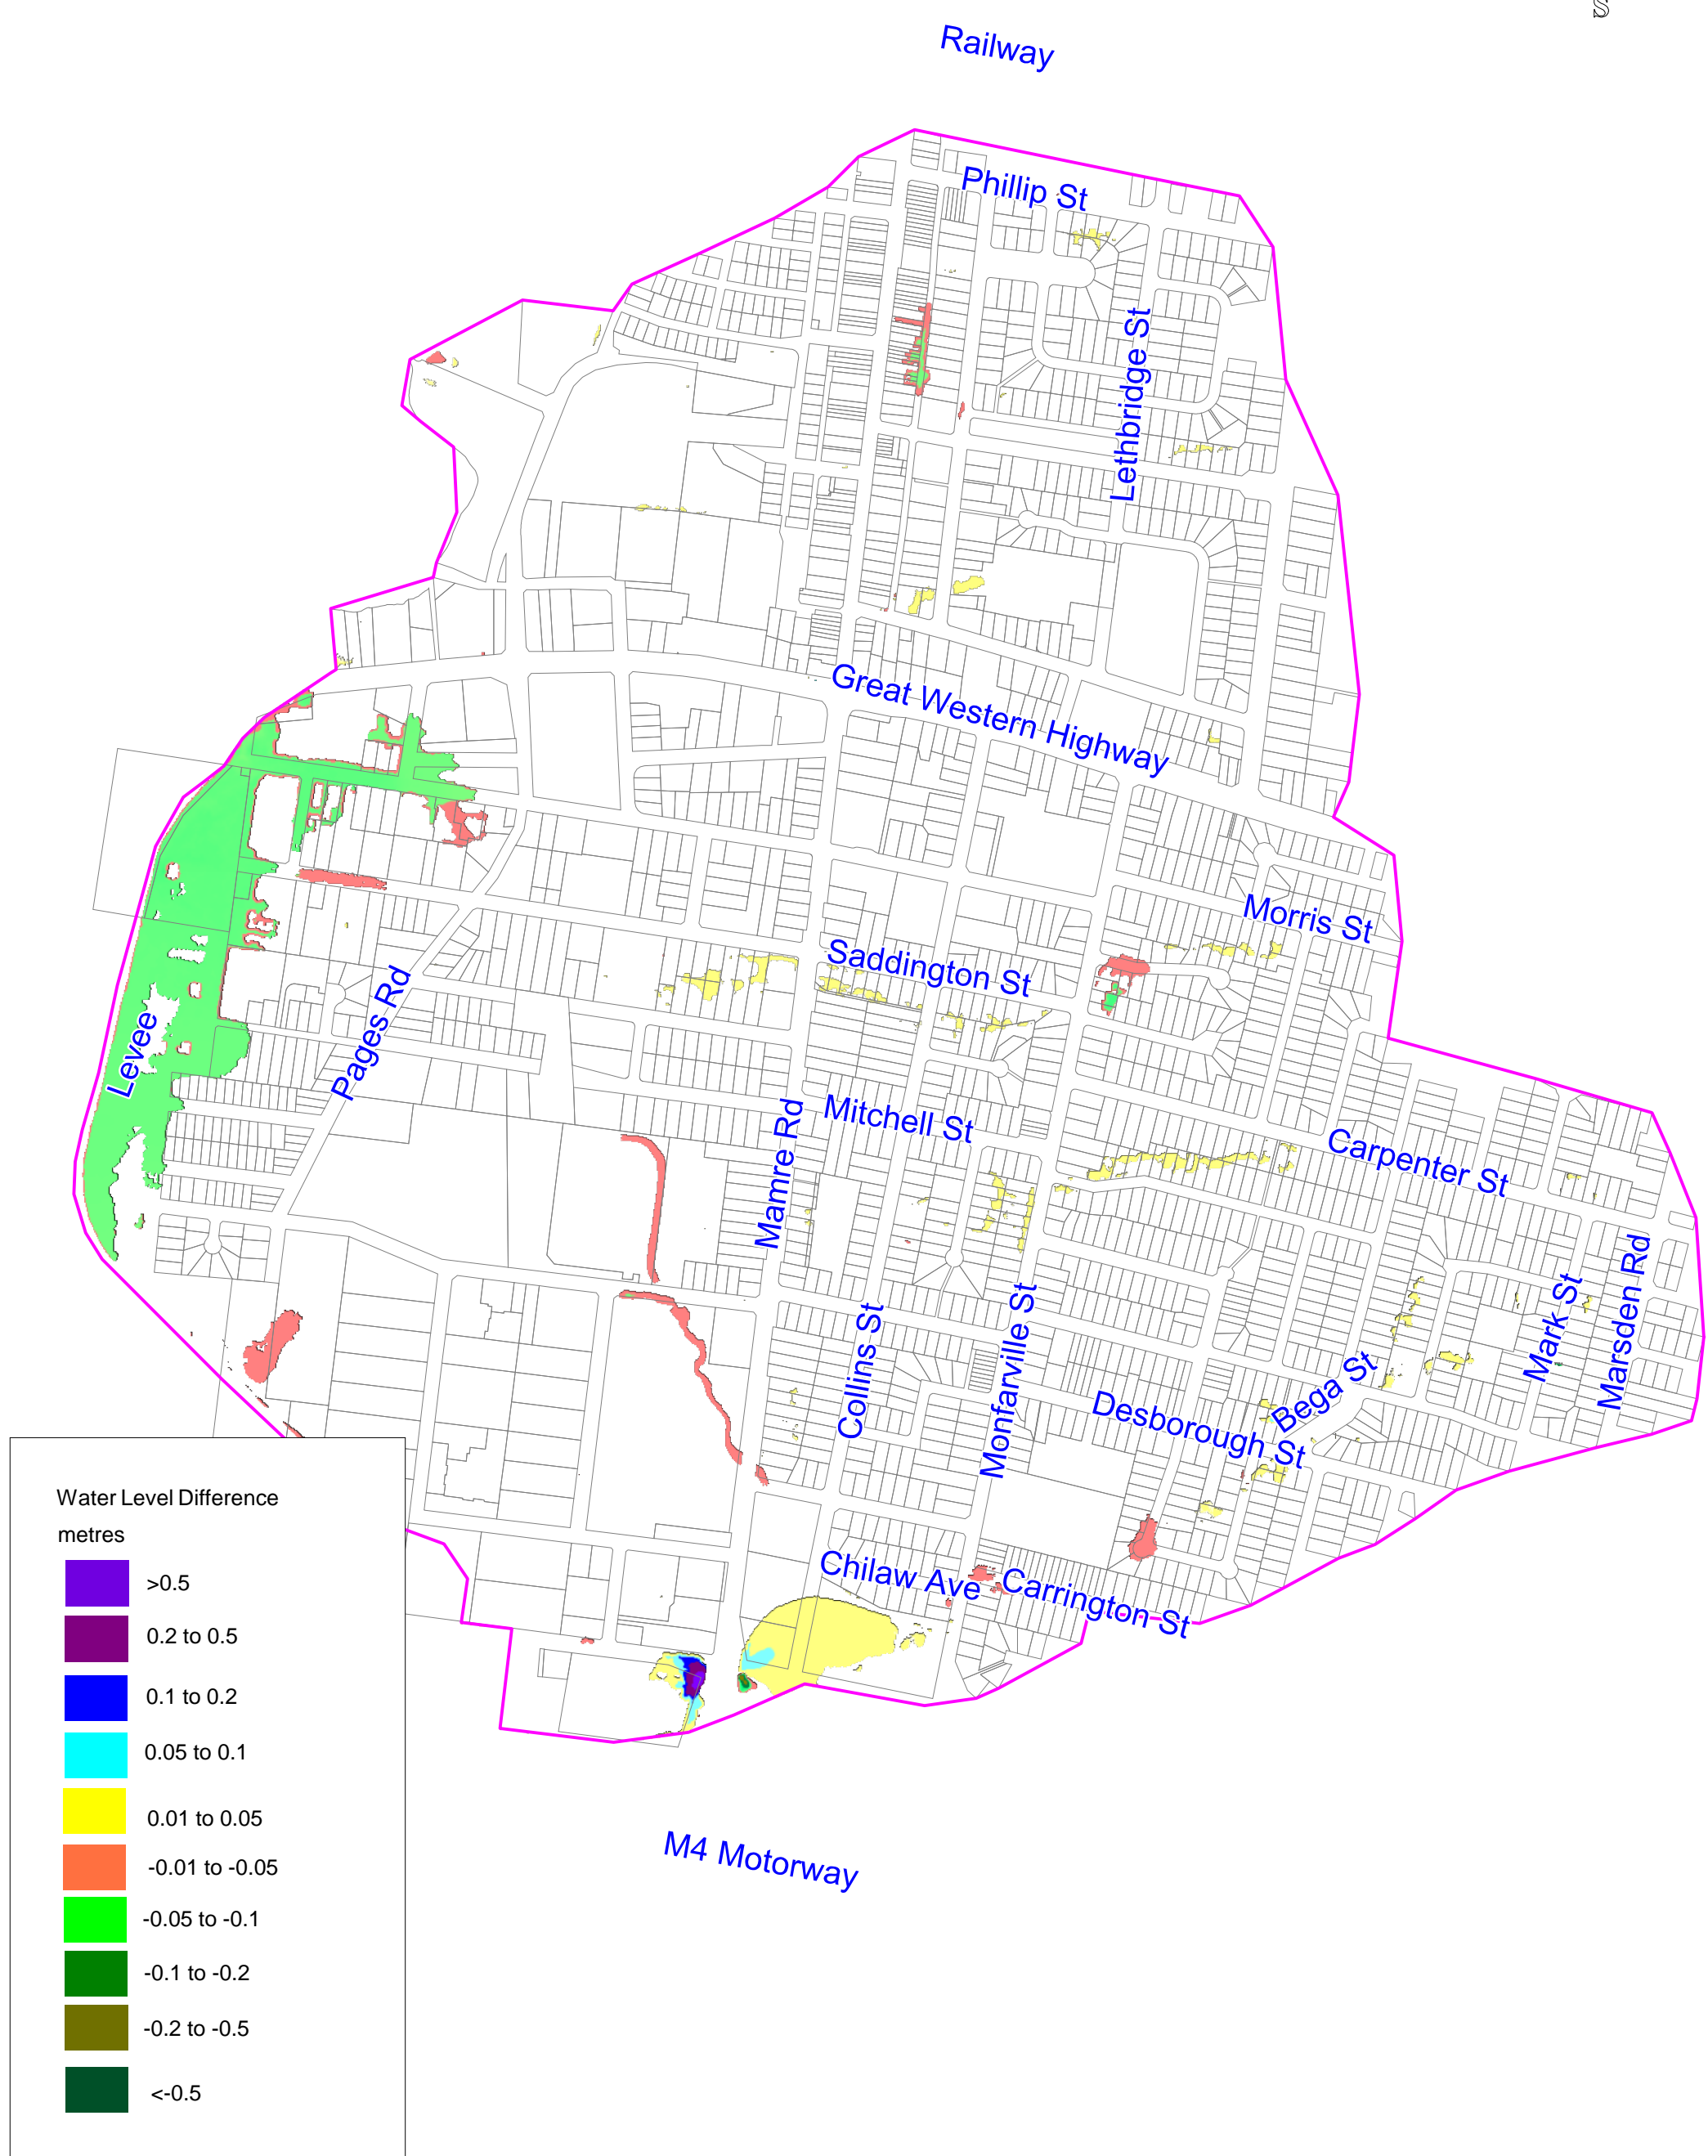 S
Railway
Phillip St
Lethbridge St
Great Western Highway
Morris St
Saddington St
Levee
Pages Rd
Mamre Rd
Mitchell St
Carpenter St
Collins St
Monfarville St
Desborough St
Bega St
Mark St
Marsden Rd
Chilaw Ave
Carrington St
M4 Motorway
Water Level Difference
metres
>0.5
0.2 to 0.5
0.1 to 0.2
0.05 to 0.1
0.01 to 0.05
-0.01 to -0.05
-0.05 to -0.1
-0.1 to -0.2
-0.2 to -0.5
<-0.5